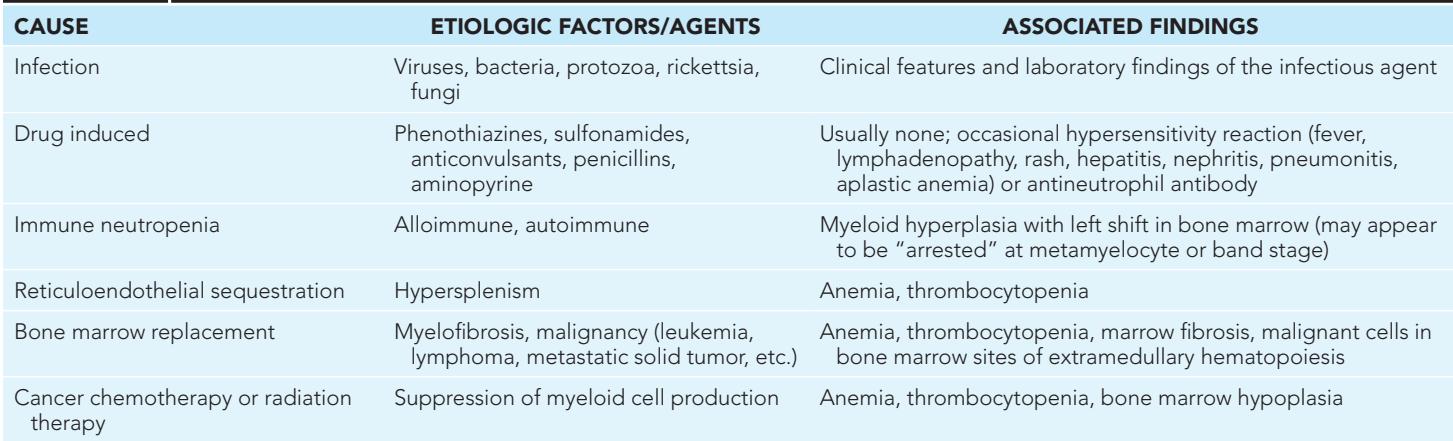 CAUSE ETIOLOGIC FACTORS/AGENTS ASSOCIATED FINDINGS
Infection Viruses, bacteria, protozoa, rickettsia, Clinical features and laboratory findings of the infectious agent
fungi
Drug induced Phenothiazines, sulfonamides, Usually none; occasional hypersensitivity reaction (fever,
anticonvulsants, penicillins, lymphadenopathy, rash, hepatitis, nephritis, pneumonitis,
aminopyrine aplastic anemia) or antineutrophil antibody
Immune neutropenia Alloimmune, autoimmune Myeloid hyperplasia with left shift in bone marrow (may appear
to be “arrested” at metamyelocyte or band stage)
Reticuloendothelial sequestration Hypersplenism Anemia, thrombocytopenia
Bone marrow replacement Myelofibrosis, malignancy (leukemia, Anemia, thrombocytopenia, marrow fibrosis, malignant cells in
lymphoma, metastatic solid tumor, etc.) bone marrow sites of extramedullary hematopoiesis
Cancer chemotherapy or radiation Suppression of myeloid cell production Anemia, thrombocytopenia, bone marrow hypoplasia
therapy